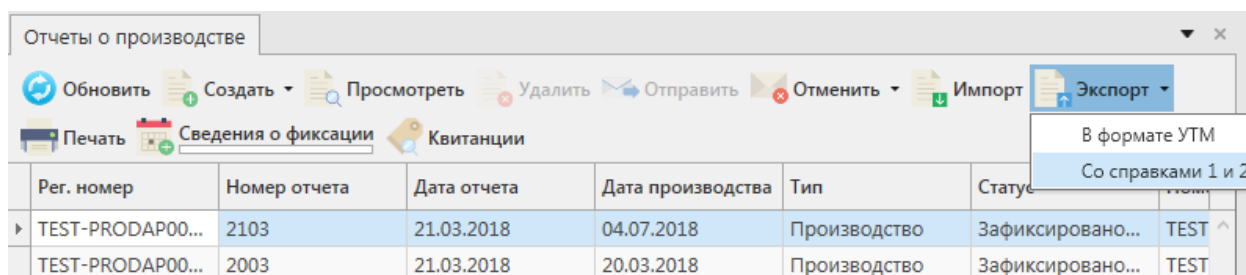 Отчеты о производстве
Обновить Создать Просмотреть Удалить Отправить Отменить Импорт Экспорт
Печать Сведения о фиксации Квитанции
В формате УТМ
Со справками 1 и 2
Рег. номер Номер отчета Дата отчета Дата производства Тип Статус
TEST-PRODAP00... 2103 21.03.2018 04.07.2018 Производство Зафиксировано... TEST
TEST-PRODAP00... 2003 21.03.2018 20.03.2018 Производство Зафиксировано... TEST